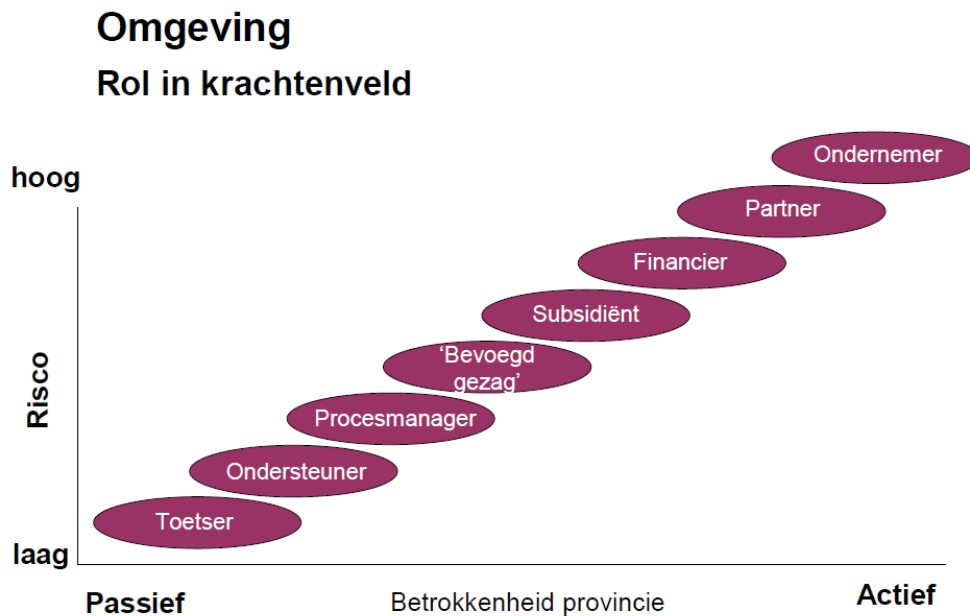 Omgeving
Rol in krachtenveld
hoog
Ondernemer
Partner
Financier
Subsidiënt
‘Bevoegd
gezag’
Procesmanager
Ondersteuner
Toetser
Risco
laag
Passief
Betrokkenheid provincie
Actief